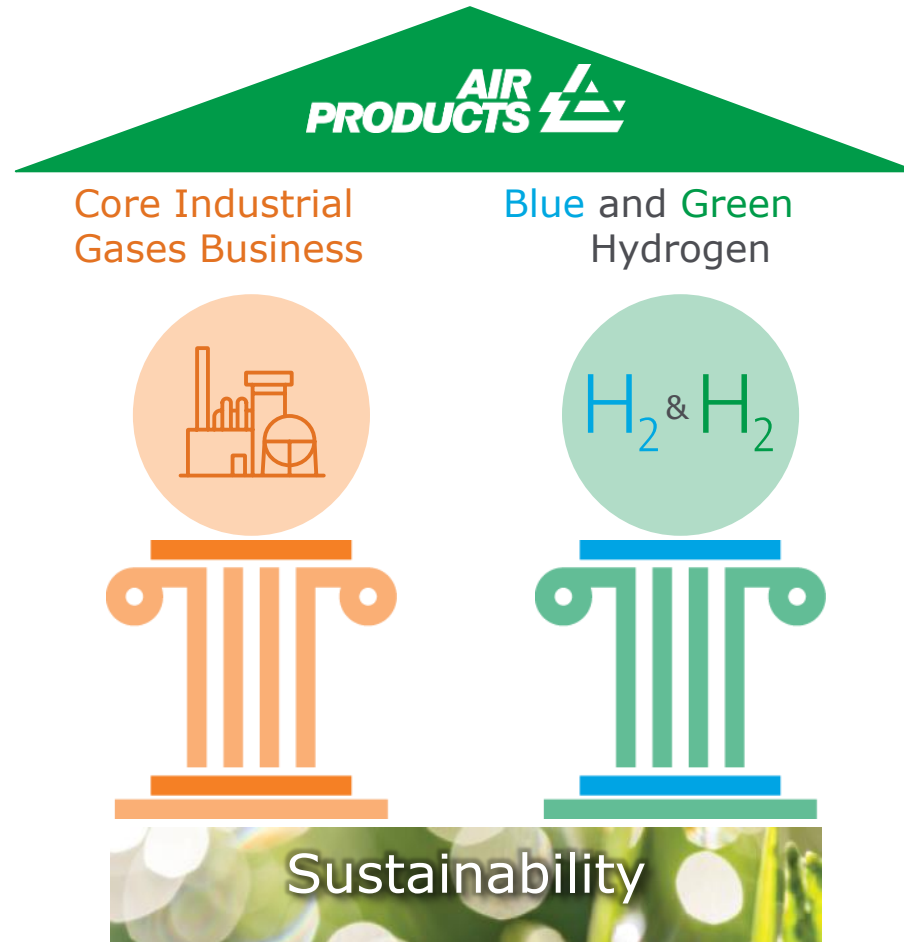 AIR
PRODUCTS
Core Industrial
Gases Business
Blue and Green
Hydrogen
H2 & H2
Sustainability